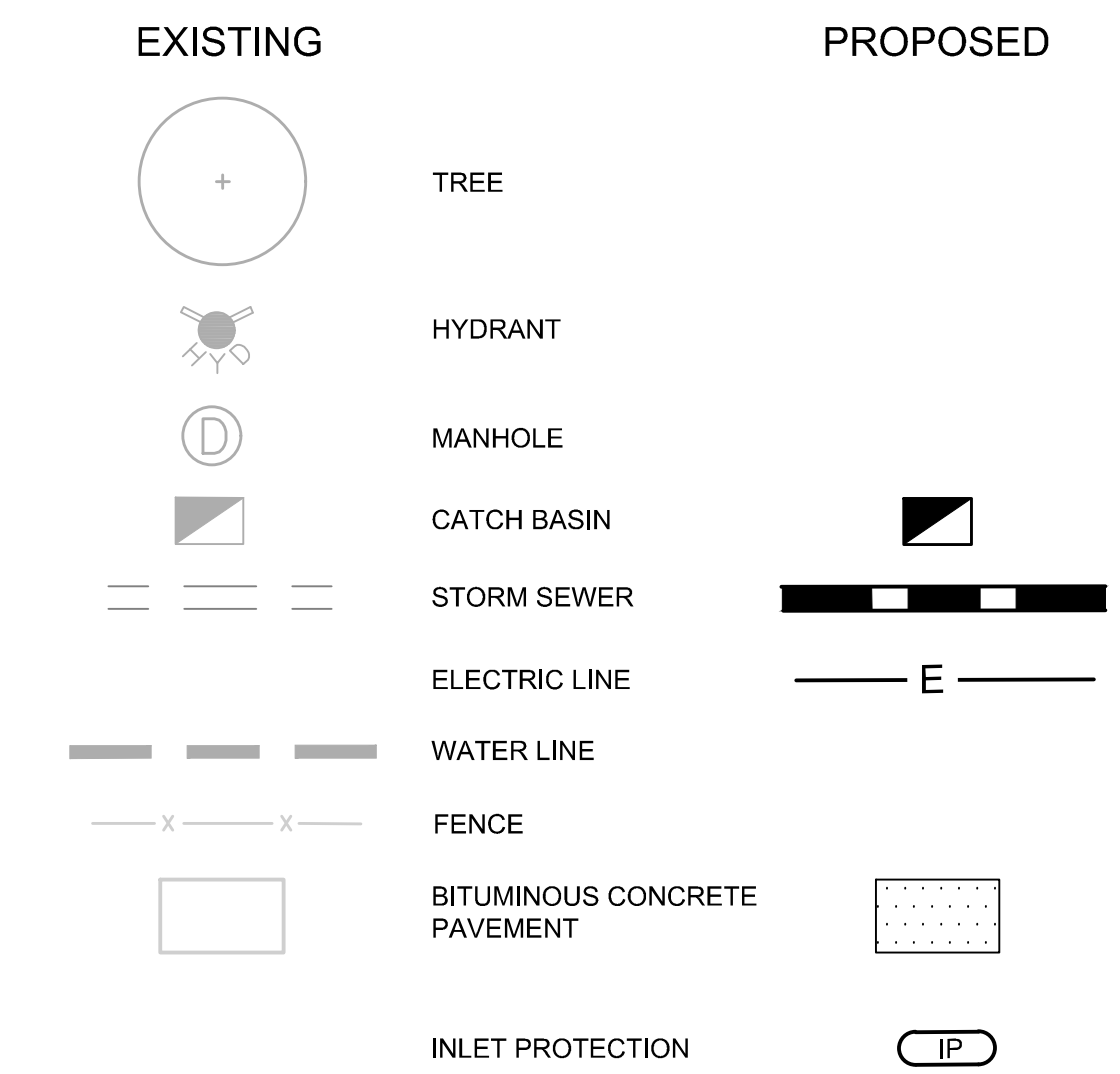 EXISTING PROPOSED
TREE
HYD HYDRANT
D MANHOLE
CATCH BASIN
STORM SEWER
ELECTRIC LINE E
WATER LINE
X X FENCE
BITUMINOUS CONCRETE
PAVEMENT
INLET PROTECTION IP